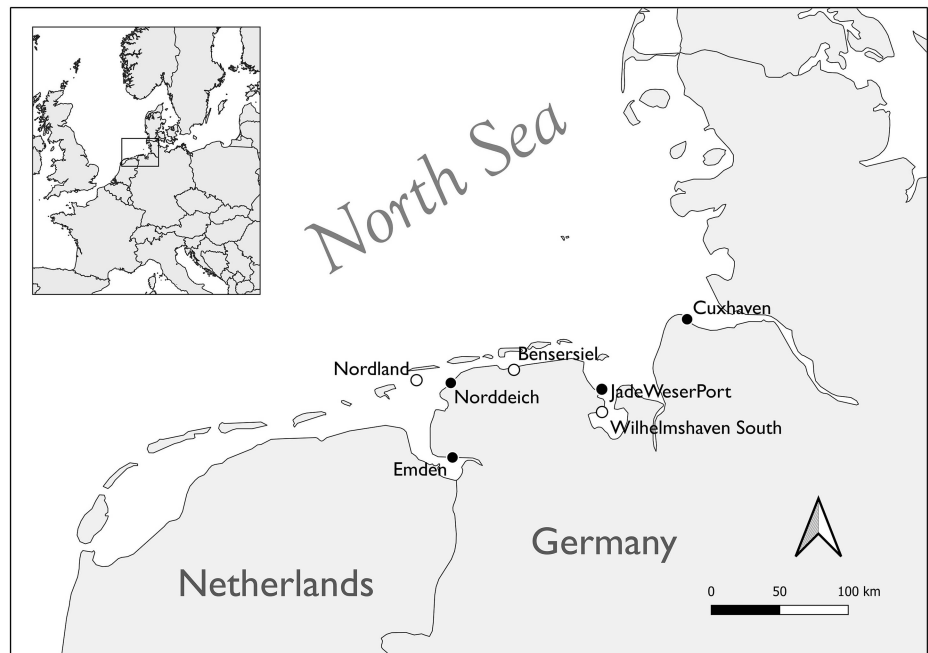 North Sea
Cuxhaven
Bensersiel
Nordland
Norddeich
JadeWeserPort
Wilhelmshaven South
Emden
Germany
Netherlands
0 50 100 km